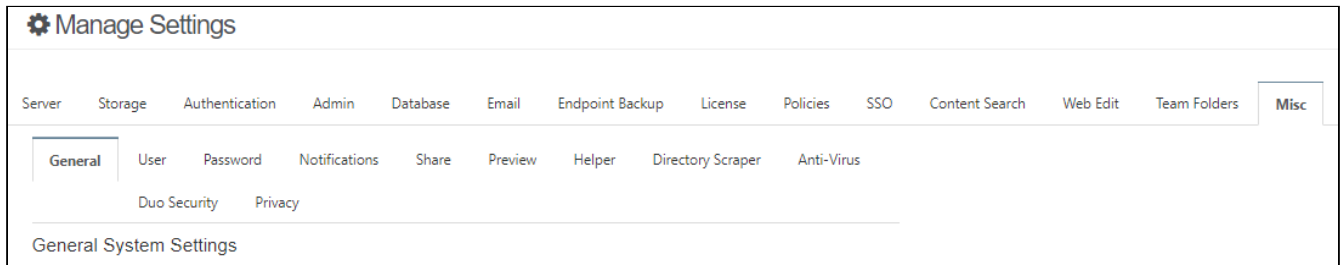 Manage Settings
Server Storage Authentication Admin Database Email Endpoint Backup License Policies SSO Content Search Web Edit Team Folders Misc
General User Password Notifications Share Preview Helper Directory Scraper Anti-Virus
Duo Security Privacy
General System Settings